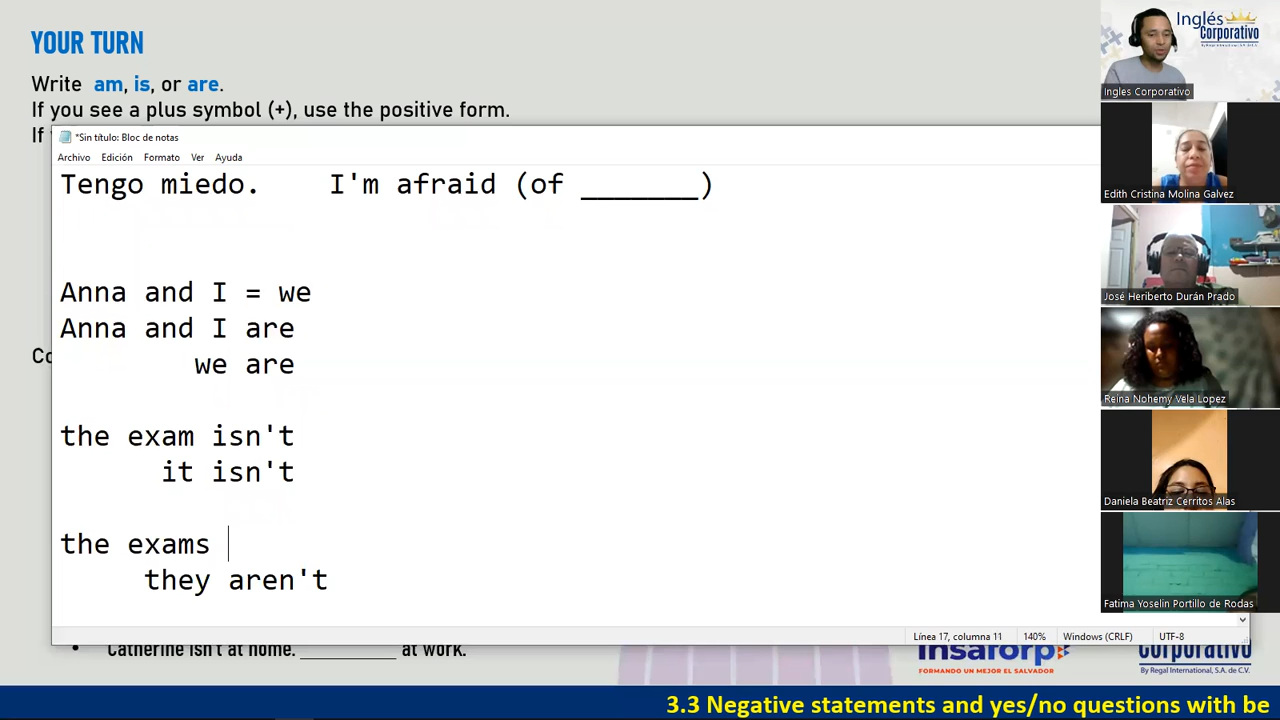 YOUR TURN
Write am, is, or are.
If you see a plus symbol (+), use the positive form.
If
*Sin título: Bloc de notas
Archivo Edición Formato Ver Ayuda
Tengo miedo. I'm afraid (of _______)
Anna and I = we
Anna and I are
we are
the exam isn't
it isn't
the exams
they aren't
Línea 17, columna 11 140% Windows (CRLF) UTF-8
• Catherine isn't at home. _________ at work.
insaforp
FORMANDO UN MEJOR EL SALVADOR
Corporativo
By Regal International, S.A. de C.V.
3.3 Negative statements and yes/no questions with be
Inglés
Corporativo
Ingles Corporativo
Edith Cristina Molina Galvez
José Heriberto Durán Prado
Reina Nohemy Vela Lopez
Daniela Beatriz Cerritos Alas
Fatima Yoselin Portillo de Rodas